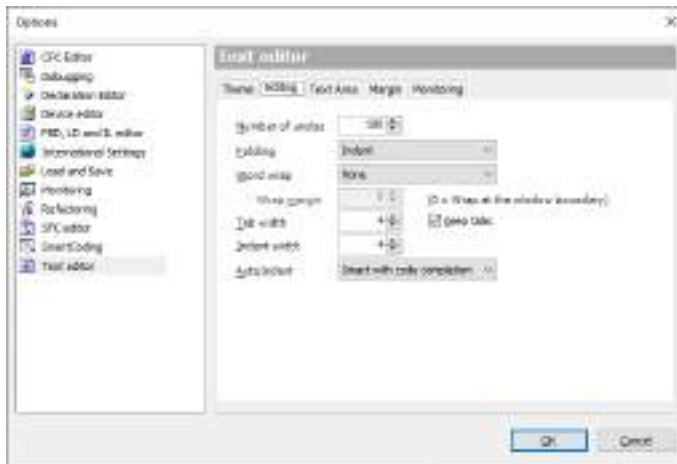 Options
CFC Editor
Debugging
Declaration Editor
Device editor
FBD, LD and IL editor
International Settings
Load and Save
Monitoring
Refactoring
SFC editor
SmartCoding
Text editor
Text editor
Theme Editing Text Area Margin Monitoring
Number of undos
Folding Indent
Word wrap None
Wrap margin 0 (0 = Wrap at the window boundary)
Tab width 4 Keep tabs
Indent width 4
Auto indent Smart with code completion
OK Cancel